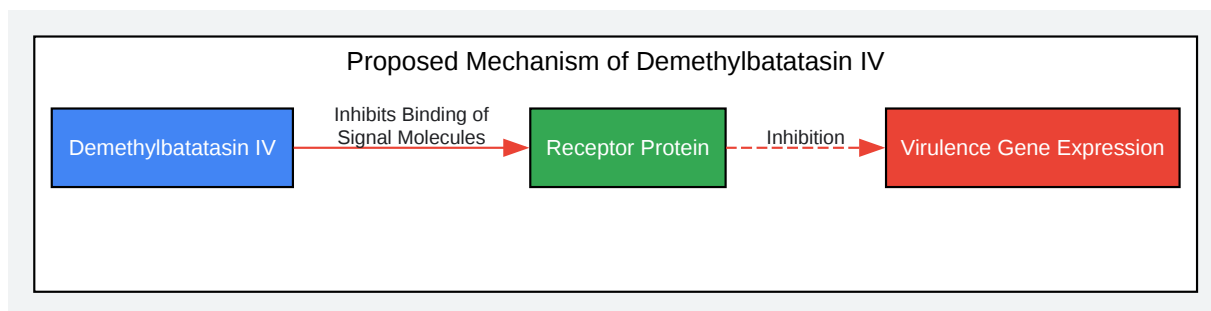 Proposed Mechanism of Demethylbatatasin IV
Demethylbatatasin IV
Inhibits Binding of
Signal Molecules
Receptor Protein
Inhibition
Virulence Gene Expression